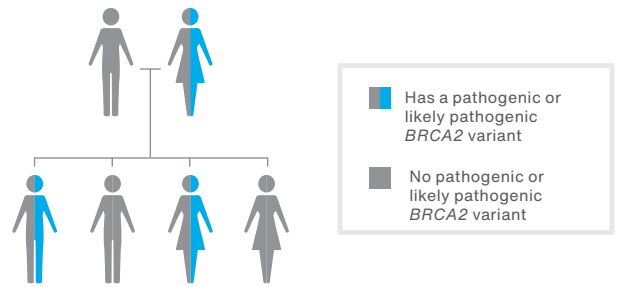 Has a pathogenic or
likely pathogenic
BRCA2 variant
No pathogenic or
likely pathogenic
BRCA2 variant